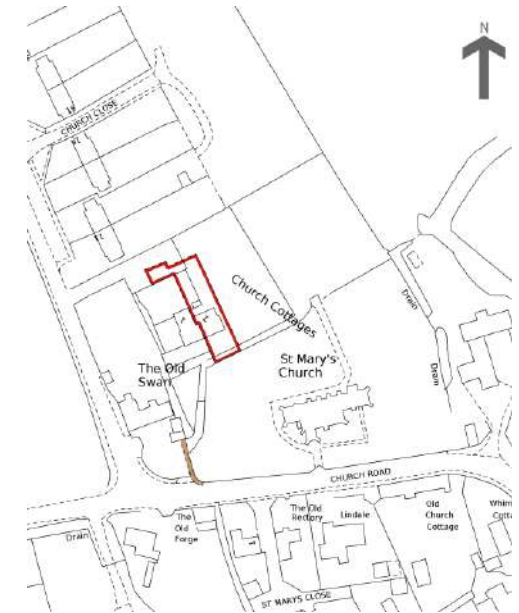 N
CHURCH CLOSE
Church Cottages
Drain
Drain
The Old
Swan
St Mary's
Church
CHURCH ROAD
The
Old
Forge
The Old
Rectory
Lindale
Old
Church
Cottage
Drain
ST MARYS CLOSE